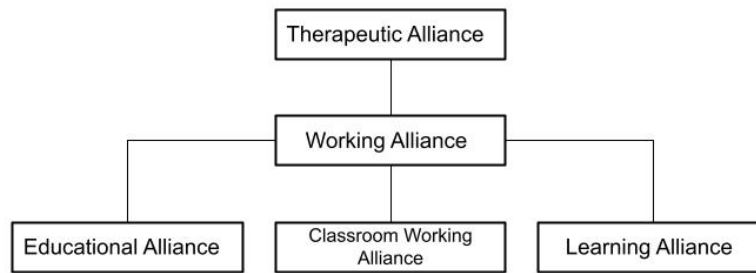 Therapeutic Alliance
Working Alliance
Educational Alliance
Classroom Working
Alliance
Learning Alliance